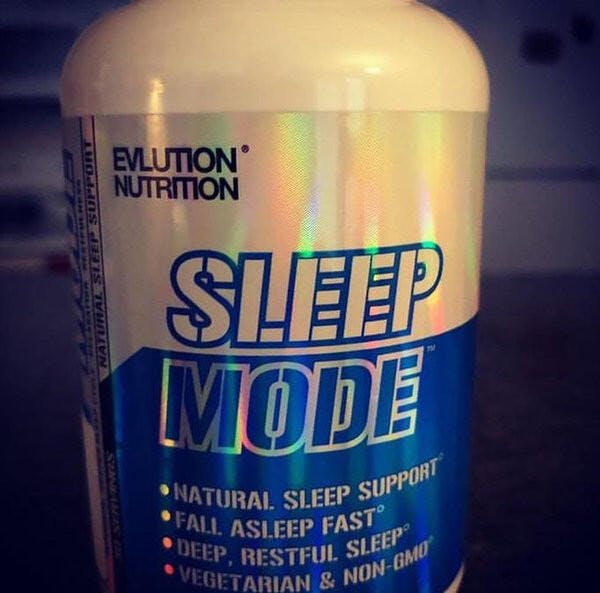 EVLUTION®
NUTRITION
SLEEP
MODE™
• NATURAL SLEEP SUPPORT°
• FALL ASLEEP FAST°
• DEEP, RESTFUL SLEEP°
• VEGETARIAN & NON-GMO°
NATURAL SLEEP SUPPORT
SERVINGS